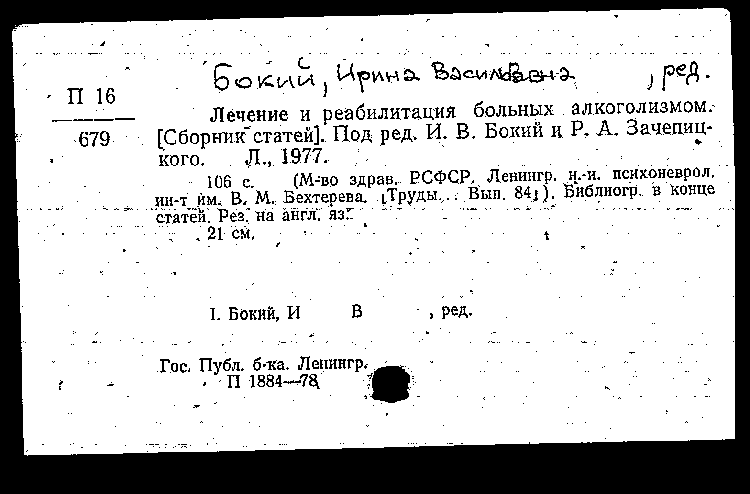 Бокий, Ирина Васильевна , ред.
П 16
679
Лечение и реабилитация больных алкоголизмом.
[Сборник статей]. Под ред. И. В. Бокий и Р. А. Зачепиц-
кого. Л., 1977.
106 с. (М-во здрав. РСФСР. Ленингр. н.-и. психоневрол.
ин-т им. В. М. Бехтерева. [Труды... Вып. 84]). Библиогр. в конце
статей. Рез. на англ. яз.
21 см.
I. Бокий, И В , ред.
Гос. Публ. б-ка. Ленингр.
П 1884—78